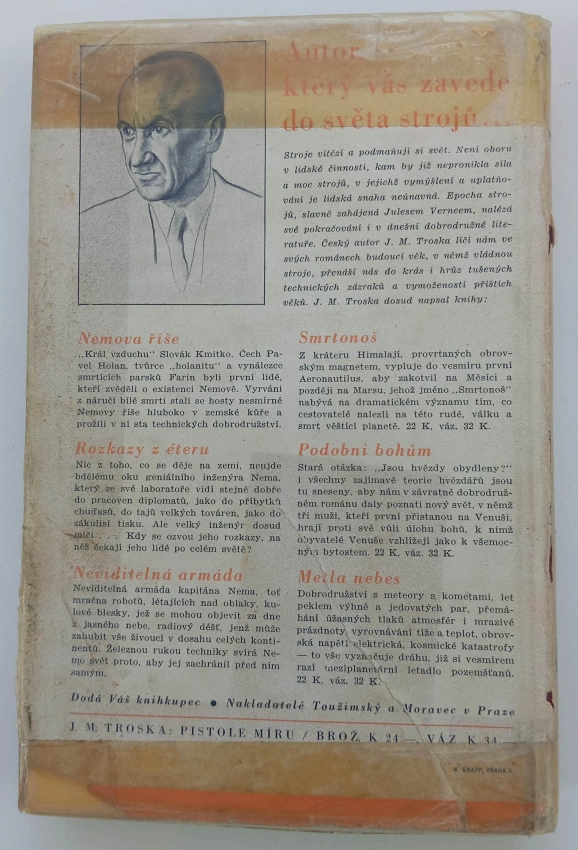 Autor
který vás zavede
do světa strojů...
Stroje vítězí a podmaňují si svět. Není oboru
v lidské činnosti, kam by již nepronikla síla
a moc strojů, v jejichž vymýšlení a uplatňo-
vání je lidská snaha neúnavná. Epocha stro-
jů, slavně zahájená Julesem Verneem, nalézá
své pokračování i v dnešní dobrodružné lite-
ratuře. Český autor J. M. Troska líčí nám ve
svých románech budoucí věk, v němž vládnou
stroje, přenáší nás do krás i hrůz tušených
technických zázraků a vymožeností příštích
věků. J. M. Troska dosud napsal knihy:
Nemova říše
„Král vzduchu“ Slovák Kmitko, Čech Pa-
vel Holan, tvůrce „holanitu“ a vynálezce
smrtících parsků Farin byli první lidé,
kteří zvěděli o existenci Nemově. Vyrváni
z náručí bílé smrti stali se hosty nesmírné
Nemovy říše hluboko v zemské kůře a
prožili v ní sta technických dobrodružství.
Rozkazy z éteru
Nic z toho, co se děje na zemi, neujde
bdělému oku geniálního inženýra Nema,
který ze své laboratoře vidí stejně dobře
do pracoven diplomatů, jako do příbytků
chuďasů, do tajů velkých továren, jako do
zákulisí tisku. Ale velký inženýr dosud
mlčí . . . Kdy se ozvou jeho rozkazy, na
něž čekají jeho lidé po celém světě?
Neviditelná armáda
Neviditelná armáda kapitána Nema, toť
mračna robotů, létajících nad oblaky, ku-
lové blesky, jež se mohou objevit za dne
z jasného nebe, radiový déšť, jenž může
zahubit vše živoucí v dosahu celých konti-
nentů. Železnou rukou techniky svírá Ne-
mo svět proto, aby jej zachránil před ním
samým.
Smrtonoš
Z kráteru Himalají, provrtaných obrov-
ským magnetem, vypluje do vesmíru první
Aeronautilus, aby zakotvil na Měsíci a
později na Marsu, jehož jméno „Smrtonoš“
nabývá na dramatickém významu tím, co
cestovatelé nalezli na této rudé, válku a
smrt věštící planetě. 22 K, váz. 32 K.
Podobni bohům
Stará otázka: „Jsou hvězdy obydleny?“
i všechny zajímavé teorie hvězdářů jsou
tu sneseny, aby nám v závratně dobrodruž-
ném románu daly poznati nový svět, v němž
tři muži, kteří první přistanou na Venuši,
hrají proti své vůli úlohu bohů, k nimž
obyvatelé Venuše vzhlížejí jako k všemoc-
ným bytostem. 22 K, váz. 32 K.
Metla nebes
Dobrodružství s meteory a kometami, let
peklem výhně a jedovatých par, přemá-
hání úžasných tlaků atmosfér i mrazivé
prázdnoty, vyrovnávání tíže a teplot, obrov-
ská napětí elektrická, kosmické katastrofy
— to vše vyznačuje dráhu, již si vesmírem
razí meziplanetární letadlo pozemšťanů.
22 K, váz. 32 K.
Dodá Váš knihkupec ● Nakladatelé Toužimský a Moravec v Praze
J. M. TROSKA: PISTOLE MÍRU / BROŽ. K 24 —, VÁZ. K 34.
K. KNAPP, PRAHA X.